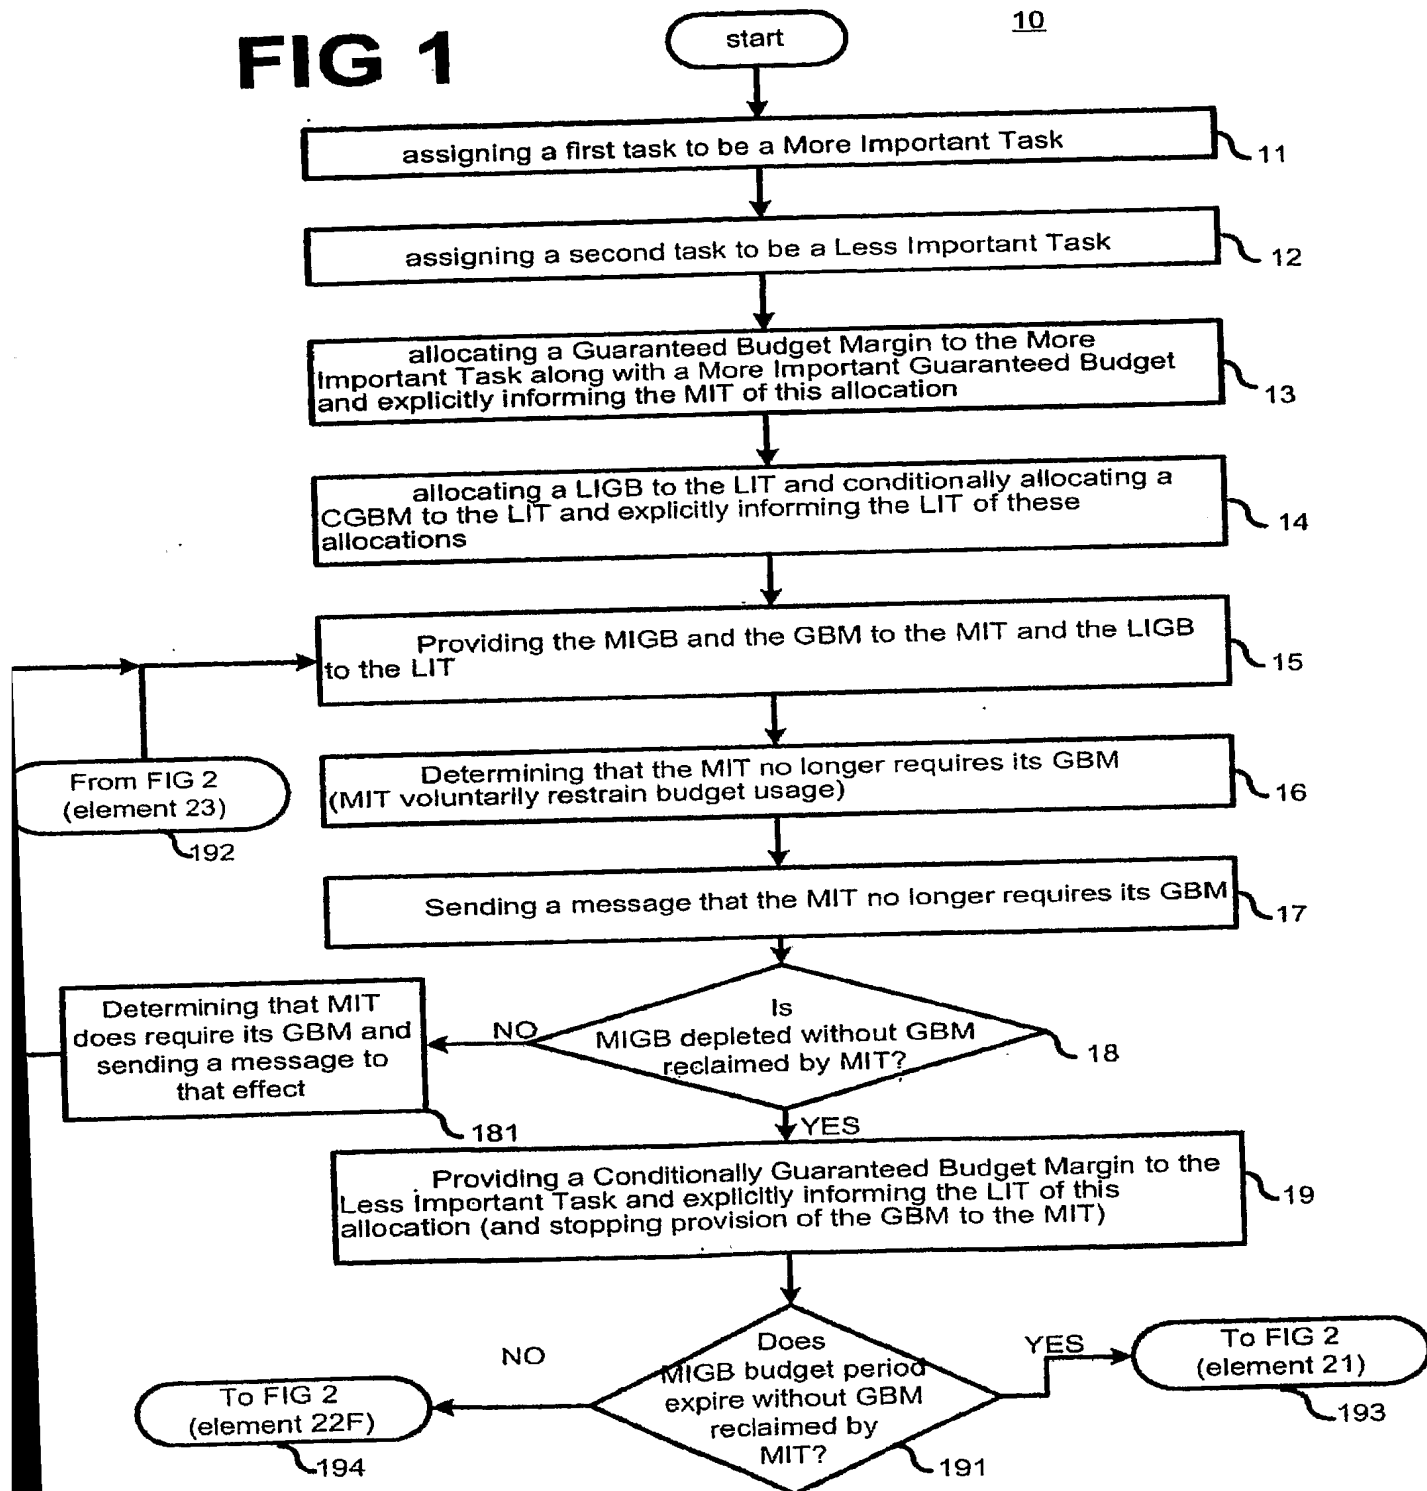 FIG 1
start
10
assigning a first task to be a More Important Task
11
assigning a second task to be a Less Important Task
12
allocating a Guaranteed Budget Margin to the More
Important Task along with a More Important Guaranteed Budget
and explicitly informing the MIT of this allocation
13
allocating a LIGB to the LIT and conditionally allocating a
CGBM to the LIT and explicitly informing the LIT of these
allocations
14
Providing the MIGB and the GBM to the MIT and the LIGB
to the LIT
15
From FIG 2
(element 23)
192
Determining that the MIT no longer requires its GBM
(MIT voluntarily restrain budget usage)
16
Sending a message that the MIT no longer requires its GBM
17
Determining that MIT
does require its GBM and
sending a message to
that effect
181
NO
Is
MIGB depleted without GBM
reclaimed by MIT?
18
YES
Providing a Conditionally Guaranteed Budget Margin to the
Less Important Task and explicitly informing the LIT of this
allocation (and stopping provision of the GBM to the MIT)
19
NO
Does
MIGB budget period
expire without GBM
reclaimed by
MIT?
191
YES
To FIG 2
(element 21)
193
To FIG 2
(element 22F)
194